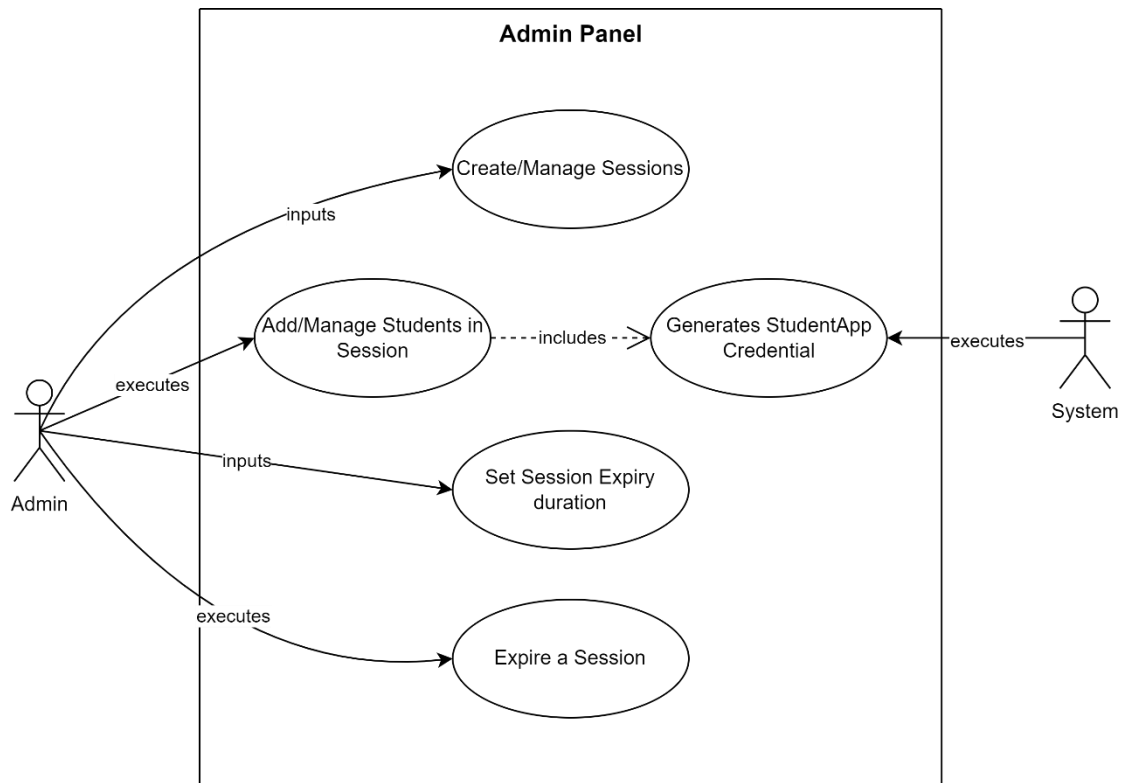 Admin Panel
Create/Manage Sessions
inputs
Add/Manage Students in
Session
includes
Generates StudentApp
Credential
executes
System
executes
Admin
inputs
Set Session Expiry
duration
executes
Expire a Session